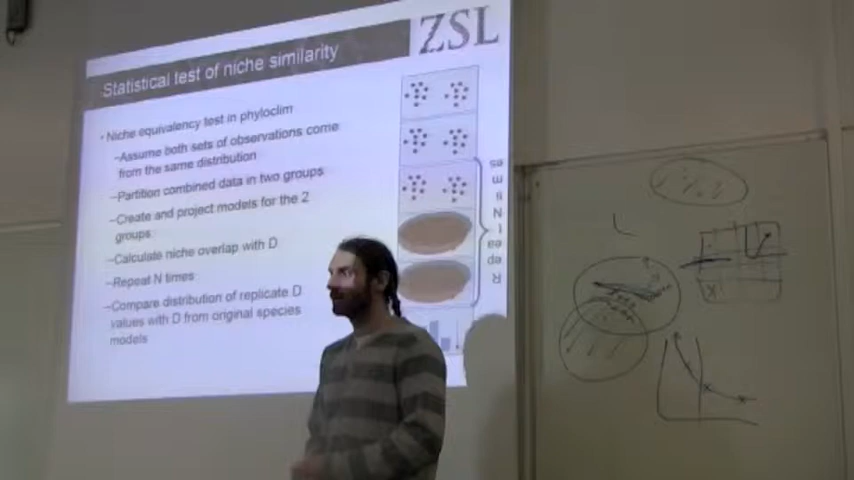 ZSL
Statistical test of niche similarity
• Niche equivalency test in phyloclim
–Assume both sets of observations come
from the same distribution
–Partition combined data in two groups
–Create and project models for the 2
groups
–Calculate niche overlap with D
–Repeat N times
–Compare distribution of replicate D
values with D from original species
models
Repeat N times